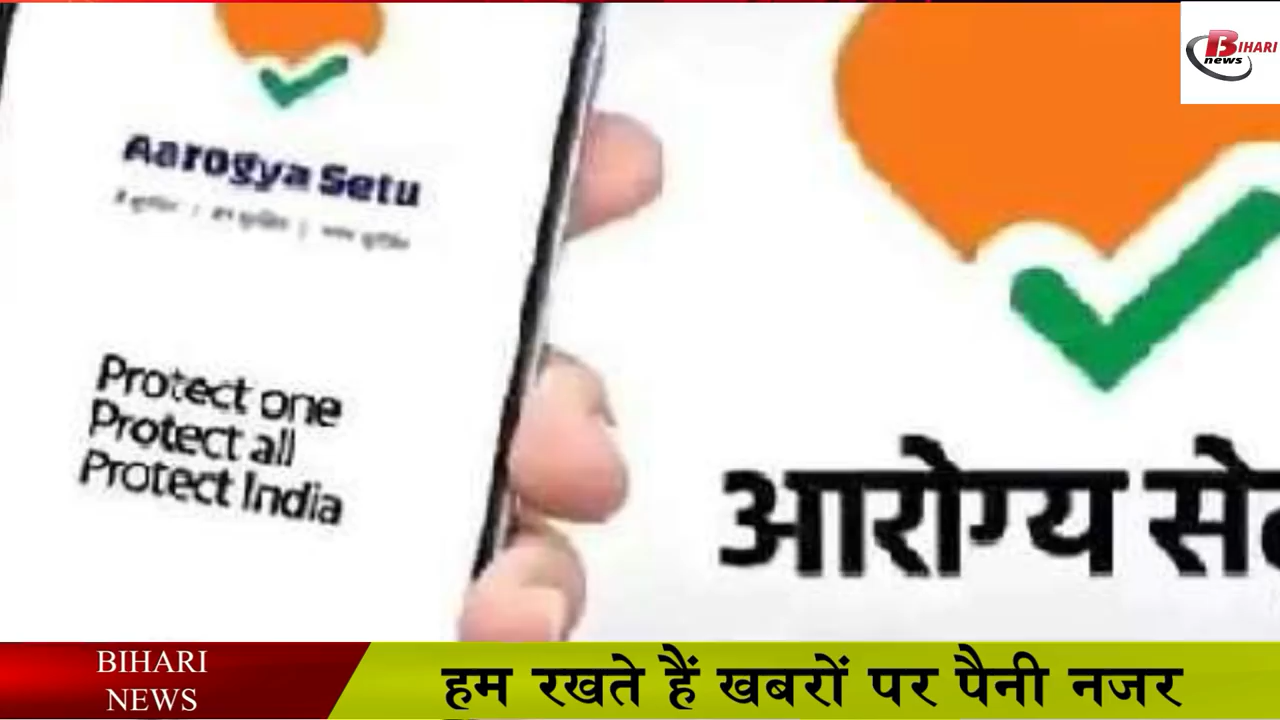 BIHARI
news
Aarogya Setu
Protect one
Protect all
Protect India
आरोग्य
BIHARI
NEWS
हम रखते हैं खबरों पर पैनी नजर